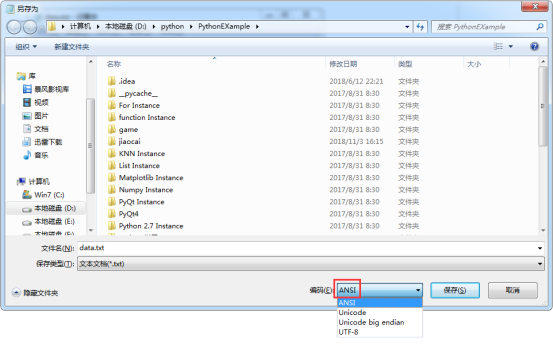 另存为
计算机 ▸ 本地磁盘 (D:) ▸ python ▸ PythonEXample ▸
搜索 PythonEXample
组织 新建文件夹
名称 修改日期 类型 大小
库
暴风影视库
视频
图片
文档
迅雷下载
音乐
计算机
Win7 (C:)
本地磁盘 (D:)
本地磁盘 (E:)
.idea 2018/6/12 22:21 文件夹
__pycache__ 2017/8/31 8:30 文件夹
For Instance 2017/8/31 8:30 文件夹
function Instance 2017/8/31 8:30 文件夹
game 2017/8/31 8:30 文件夹
jiaocai 2018/11/3 16:15 文件夹
KNN Instance 2017/8/31 8:30 文件夹
List Instance 2017/8/31 8:30 文件夹
Matplotlib Instance 2017/8/31 8:30 文件夹
Numpy Instance 2017/8/31 8:30 文件夹
PyQt Instance 2017/8/31 8:30 文件夹
PyQt4 2017/8/31 8:30 文件夹
Python 2.7 Instance 2017/8/31 8:30 文件夹
文件名(N): data.txt
保存类型(T): 文本文档(*.txt)
隐藏文件夹
编码(E): ANSI
保存(S)
取消
ANSI
Unicode
Unicode big endian
UTF-8